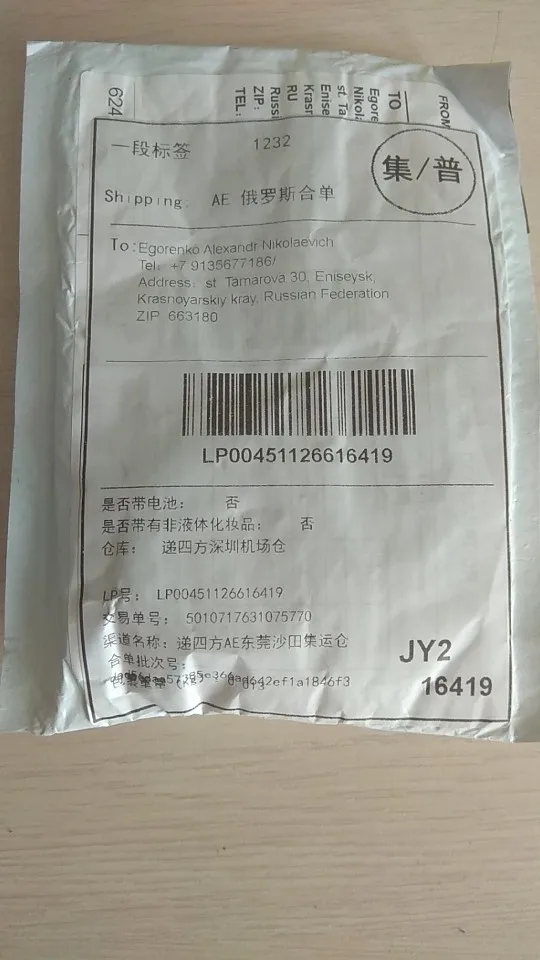 FROM
TO
Egore
Nikol
st. Ta
Enise
Krasr
RU
Russi
ZIP:
TEL:
624
一段标签 1232
集/普
Shipping: AE 俄罗斯合单
To: Egorenko Alexandr Nikolaevich
Tel: +7 9135677186/
Address: st Tamarova 30, Eniseysk,
Krasnoyarskiy kray, Russian Federation
ZIP 663180
LP00451126616419
是否带电池: 否
是否带有非液体化妆品: 否
仓库: 递四方深圳机场仓
LP号: LP00451126616419
交易单号: 5010717631075770
渠道名称: 递四方AE东莞沙田集运仓
JY2
合单批次号:
16419